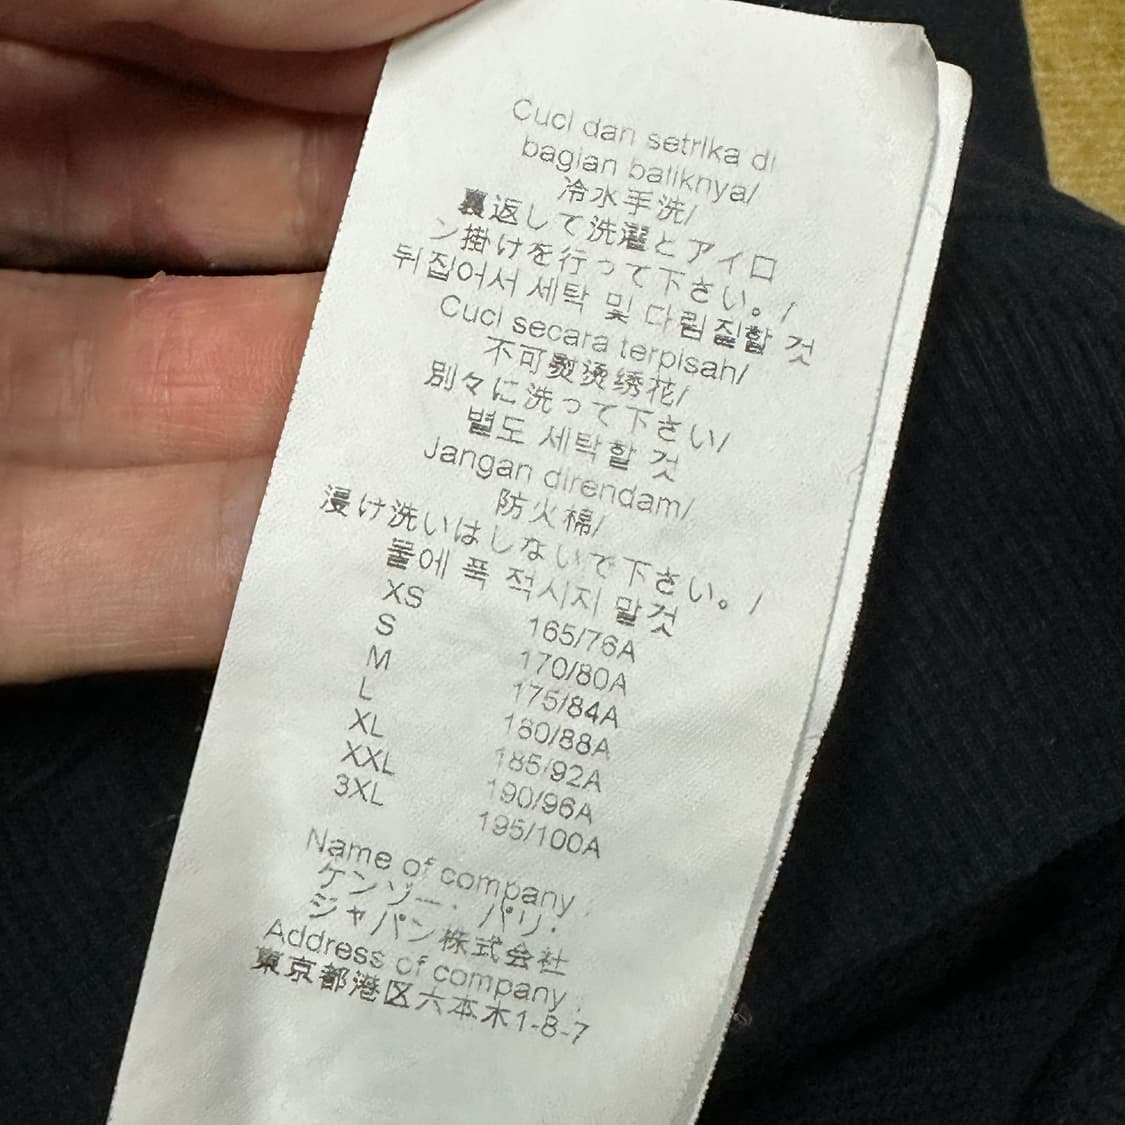 Cuci dan setrika di
bagian baliknya/
冷水手洗/
裏返して洗濯とアイロ
ン掛けを行って下さい。/
뒤집어서 세탁 및 다림질할 것
Cuci secara terpisah/
不可熨烫绣花/
別々に洗って下さい/
별도 세탁할 것
Jangan direndam/
防火棉/
浸け洗いはしないで下さい。/
물에 푹 적시지 말것
XS 165/76A
S 170/80A
M 175/84A
L 180/88A
XL 185/92A
XXL 190/96A
3XL 195/100A
Name of company :
ケンゾー・パリ・
ジャパン株式会社
Address of company :
東京都港区六本木1-8-7